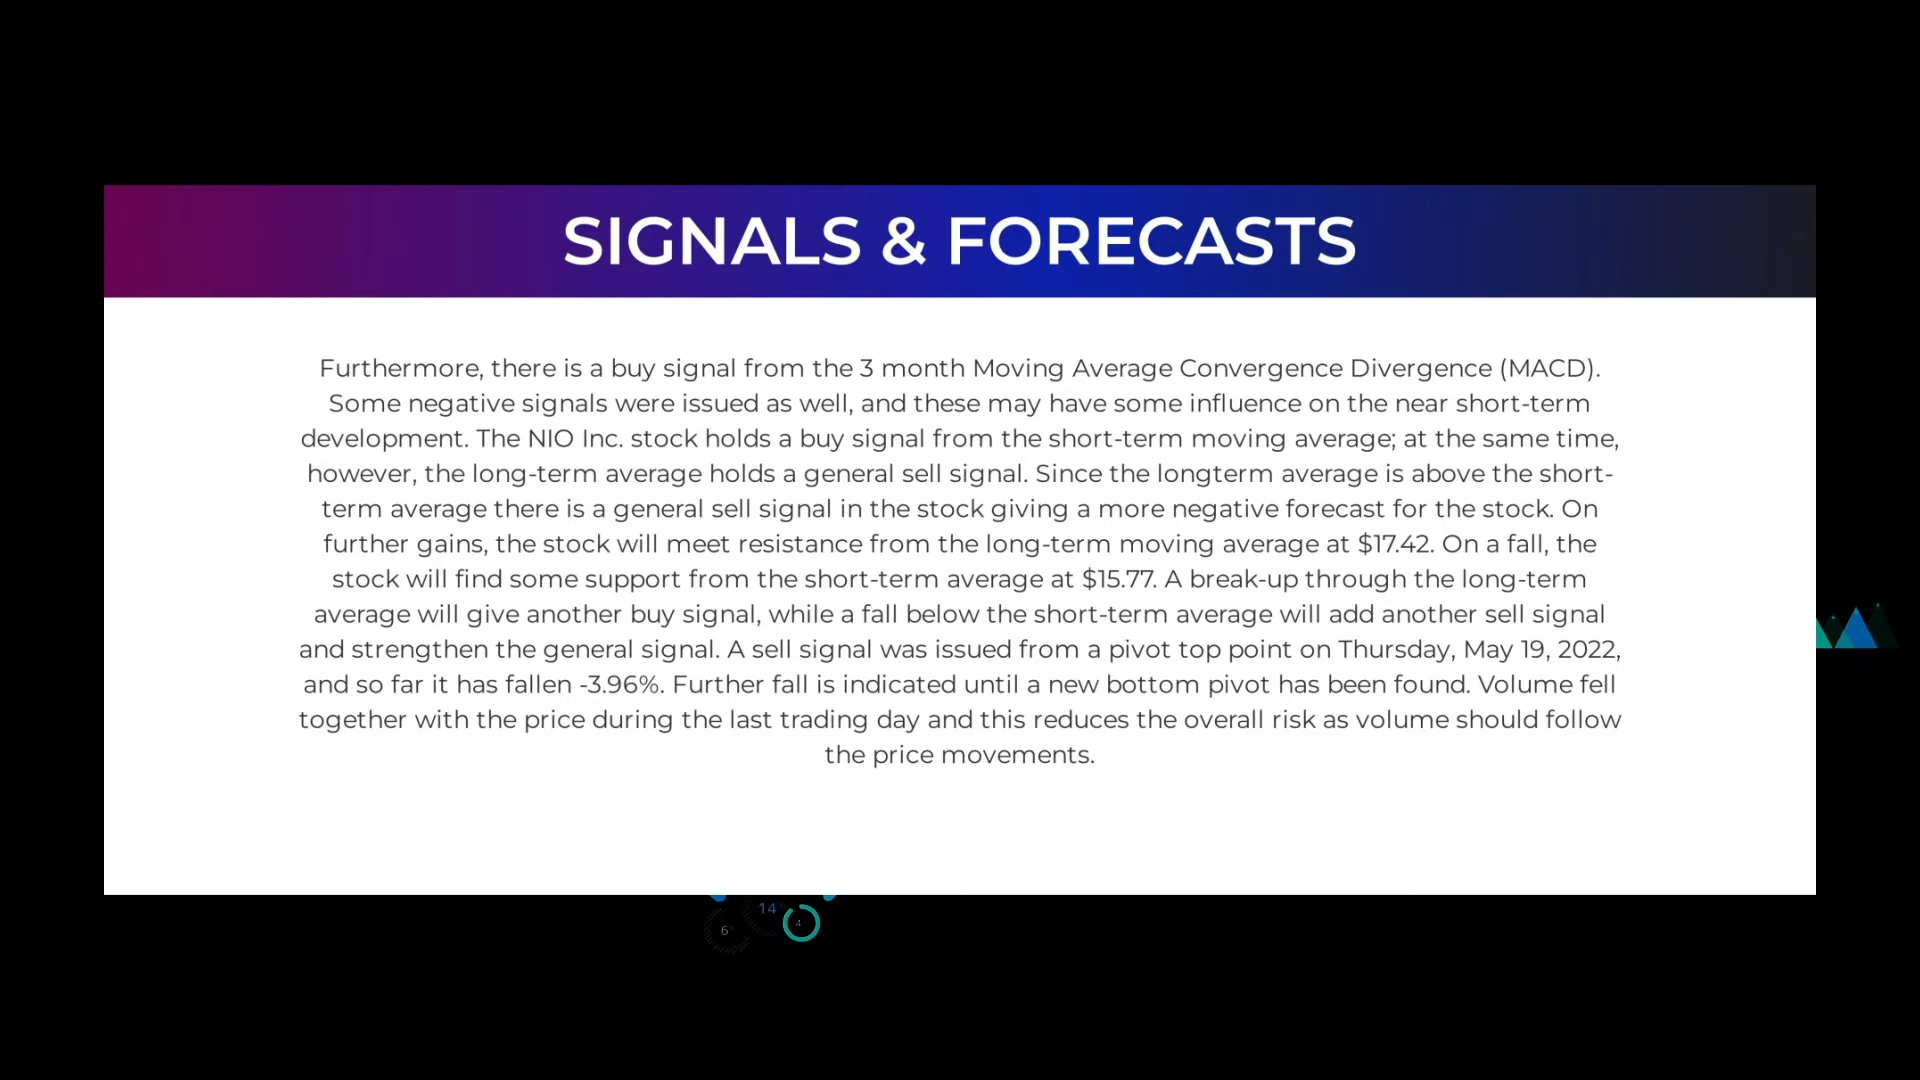 SIGNALS & FORECASTS
Furthermore, there is a buy signal from the 3 month Moving Average Convergence Divergence (MACD).
Some negative signals were issued as well, and these may have some influence on the near short-term
development. The NIO Inc. stock holds a buy signal from the short-term moving average; at the same time,
however, the long-term average holds a general sell signal. Since the longterm average is above the short-
term average there is a general sell signal in the stock giving a more negative forecast for the stock. On
further gains, the stock will meet resistance from the long-term moving average at $17.42. On a fall, the
stock will find some support from the short-term average at $15.77. A break-up through the long-term
average will give another buy signal, while a fall below the short-term average will add another sell signal
and strengthen the general signal. A sell signal was issued from a pivot top point on Thursday, May 19, 2022,
and so far it has fallen -3.96%. Further fall is indicated until a new bottom pivot has been found. Volume fell
together with the price during the last trading day and this reduces the overall risk as volume should follow
the price movements.
14
6
4